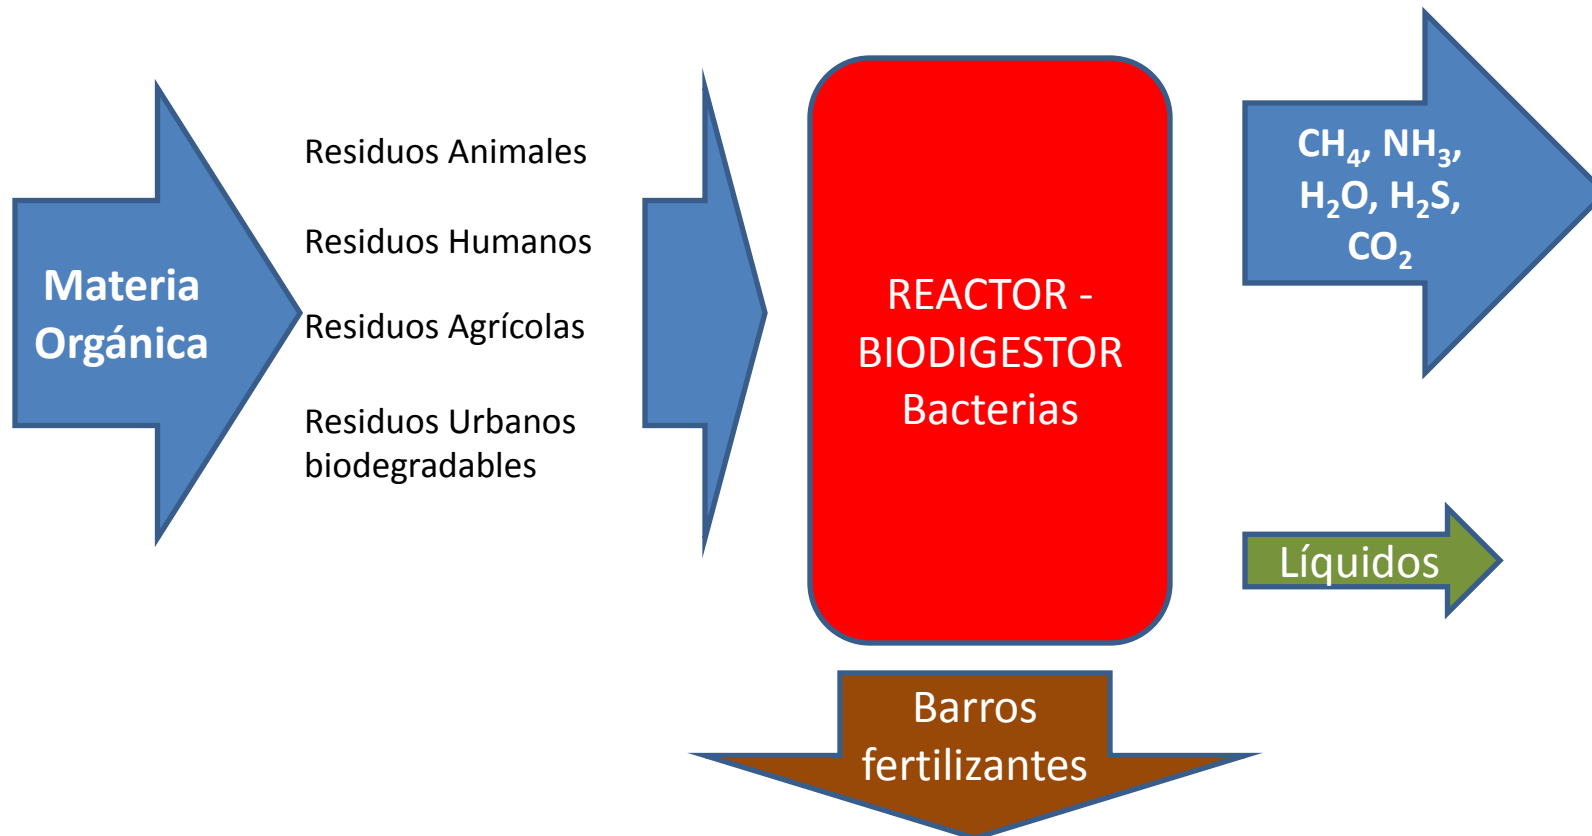 Materia
Orgánica
Residuos Animales
Residuos Humanos
Residuos Agrícolas
Residuos Urbanos
biodegradables
REACTOR -
BIODIGESTOR
Bacterias
CH₄, NH₃,
H₂O, H₂S,
CO₂
Líquidos
Barros
fertilizantes